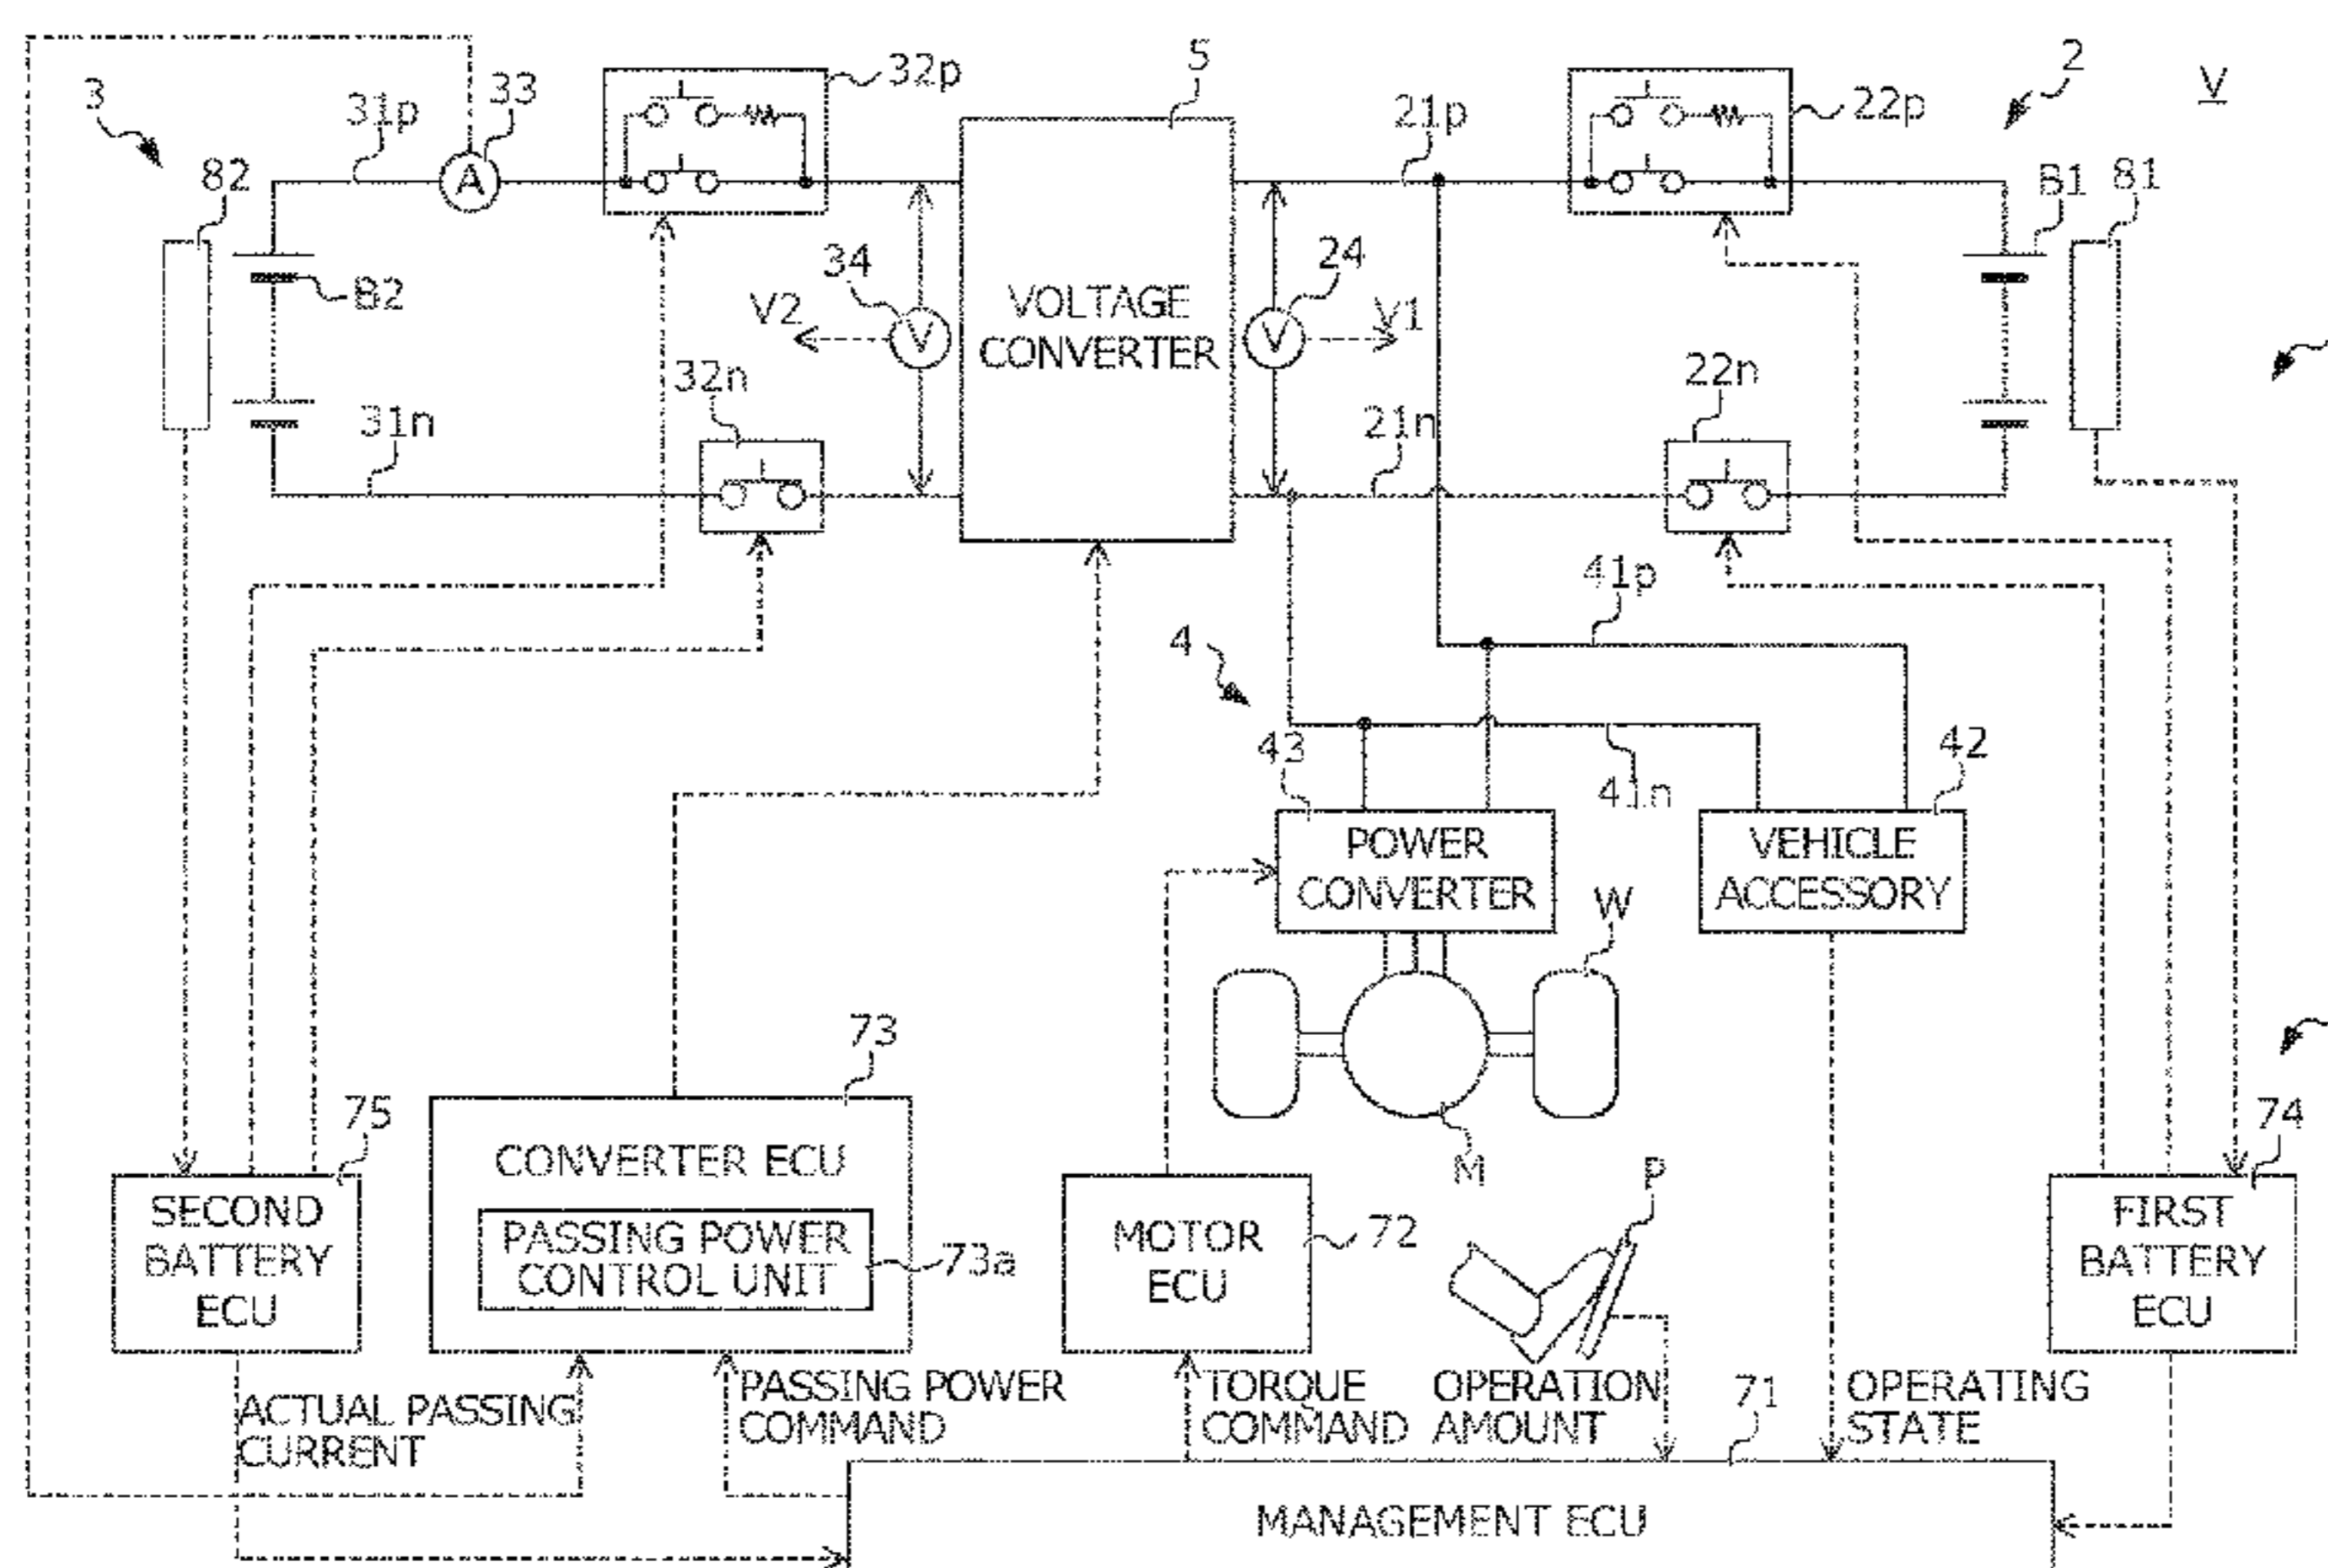 3
31p
33
32p
5
21p
22p
2
V
82
A
B1
81
B2
34
V2
V
VOLTAGE
CONVERTER
24
V
V1
32n
22n
31n
21n
41p
4
43
41n
42
POWER
CONVERTER
VEHICLE
ACCESSORY
W
73
75
M
P
74
SECOND
BATTERY
ECU
CONVERTER ECU
PASSING POWER
CONTROL UNIT
73a
MOTOR
ECU
72
FIRST
BATTERY
ECU
ACTUAL PASSING
CURRENT
PASSING POWER
COMMAND
TORQUE
COMMAND
OPERATION
AMOUNT
71
OPERATING
STATE
MANAGEMENT ECU